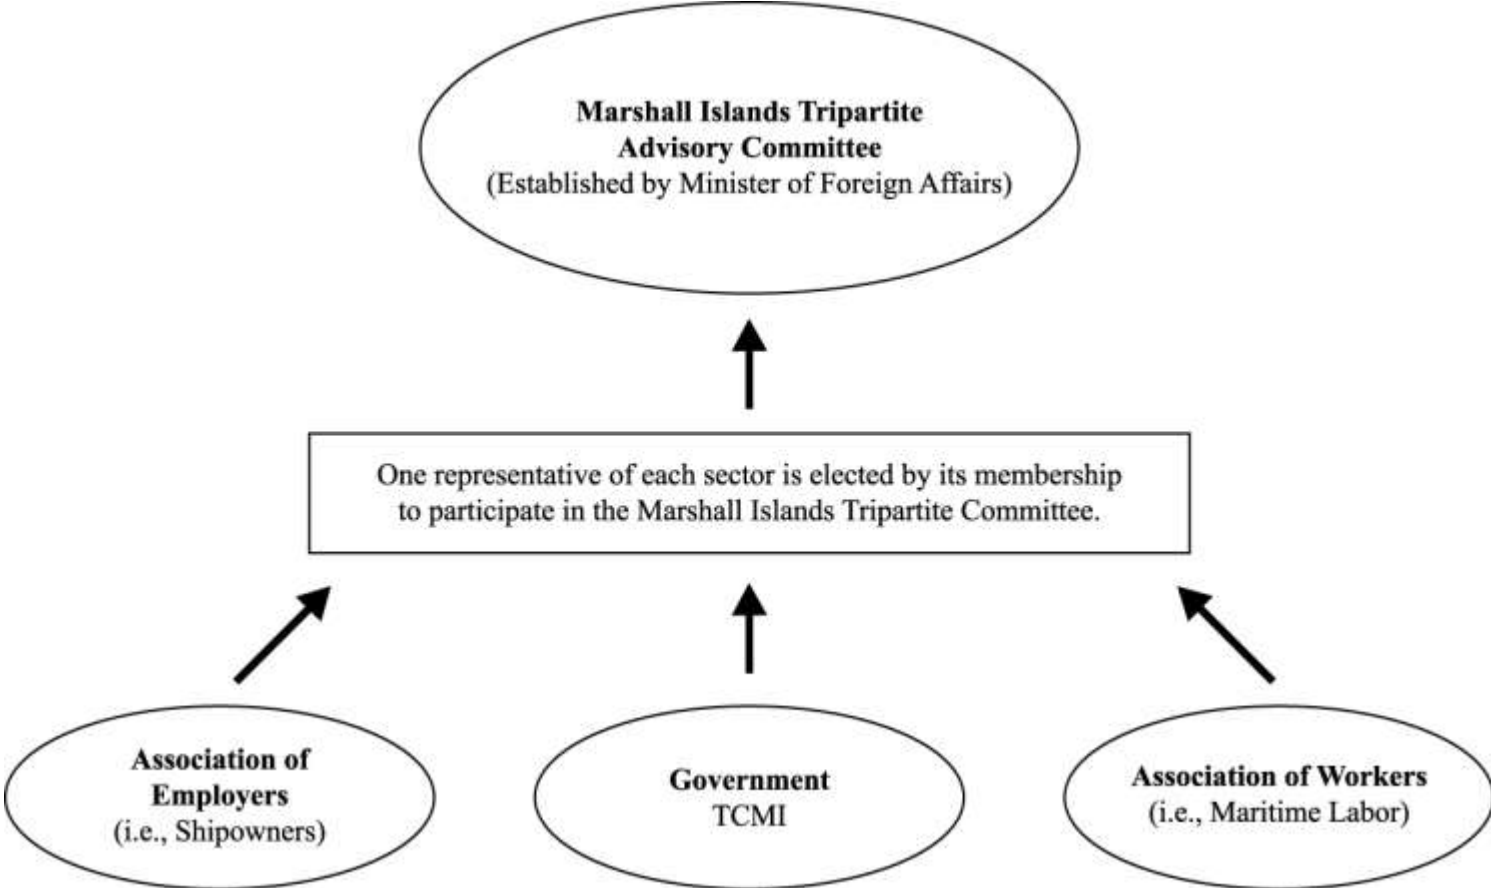 Marshall Islands Tripartite
Advisory Committee
(Established by Minister of Foreign Affairs)
One representative of each sector is elected by its membership
to participate in the Marshall Islands Tripartite Committee.
Association of
Employers
(i.e., Shipowners)
Government
TCMI
Association of Workers
(i.e., Maritime Labor)